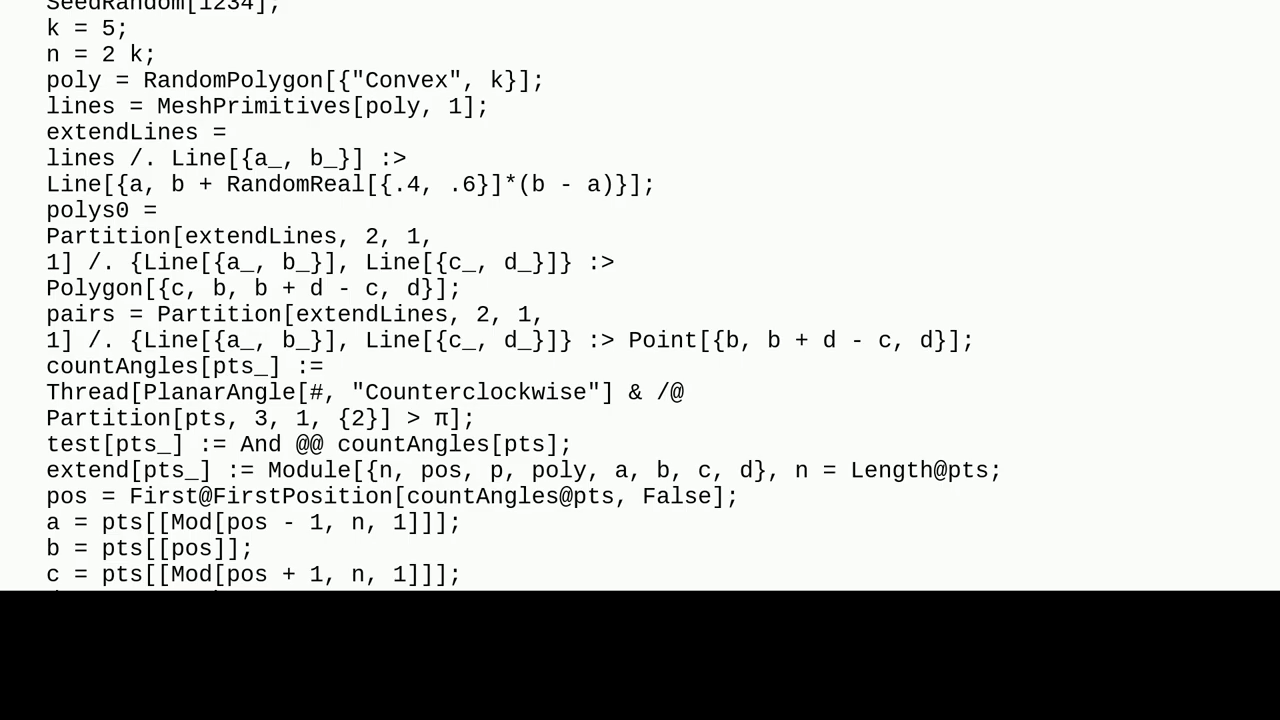 SeedRandom[1234];
k = 5;
n = 2 k;
poly = RandomPolygon[{"Convex", k}];
lines = MeshPrimitives[poly, 1];
extendLines =
lines /. Line[{a_, b_}] :>
Line[{a, b + RandomReal[{.4, .6}]*(b - a)}];
polys0 =
Partition[extendLines, 2, 1,
1] /. {Line[{a_, b_}], Line[{c_, d_}]} :>
Polygon[{c, b, b + d - c, d}];
pairs = Partition[extendLines, 2, 1,
1] /. {Line[{a_, b_}], Line[{c_, d_}]} :> Point[{b, b + d - c, d}];
countAngles[pts_] :=
Thread[PlanarAngle[#, "Counterclockwise"] & /@
Partition[pts, 3, 1, {2}] > π];
test[pts_] := And @@ countAngles[pts];
extend[pts_] := Module[{n, pos, p, poly, a, b, c, d}, n = Length@pts;
pos = First@FirstPosition[countAngles@pts, False];
a = pts[[Mod[pos - 1, n, 1]]];
b = pts[[pos]];
c = pts[[Mod[pos + 1, n, 1]]];